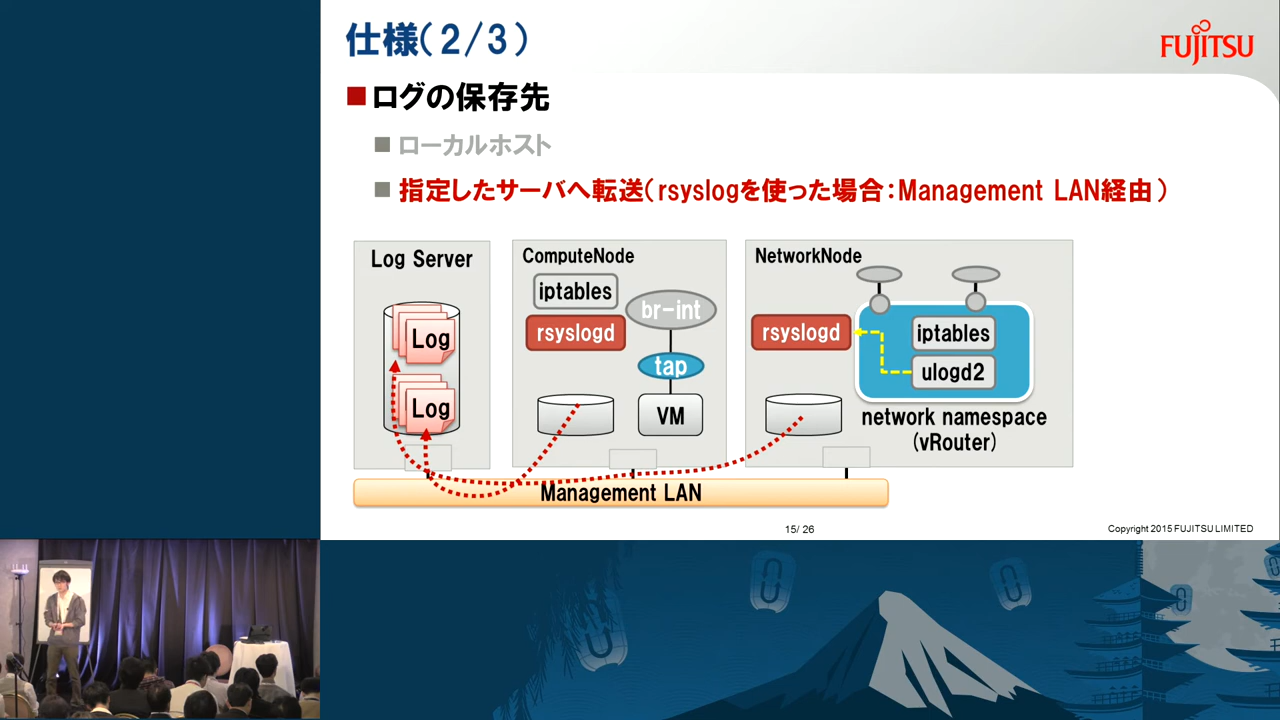 仕様(2/3)
FUJITSU
ログの保存先
ローカルホスト
指定したサーバへ転送(rsyslogを使った場合:Management LAN経由)
Log Server
Log
Log
ComputeNode
iptables
rsyslogd
br-int
tap
VM
NetworkNode
rsyslogd
iptables
ulogd2
network namespace
(vRouter)
Management LAN
15/ 26
Copyright 2015 FUJITSU LIMITED